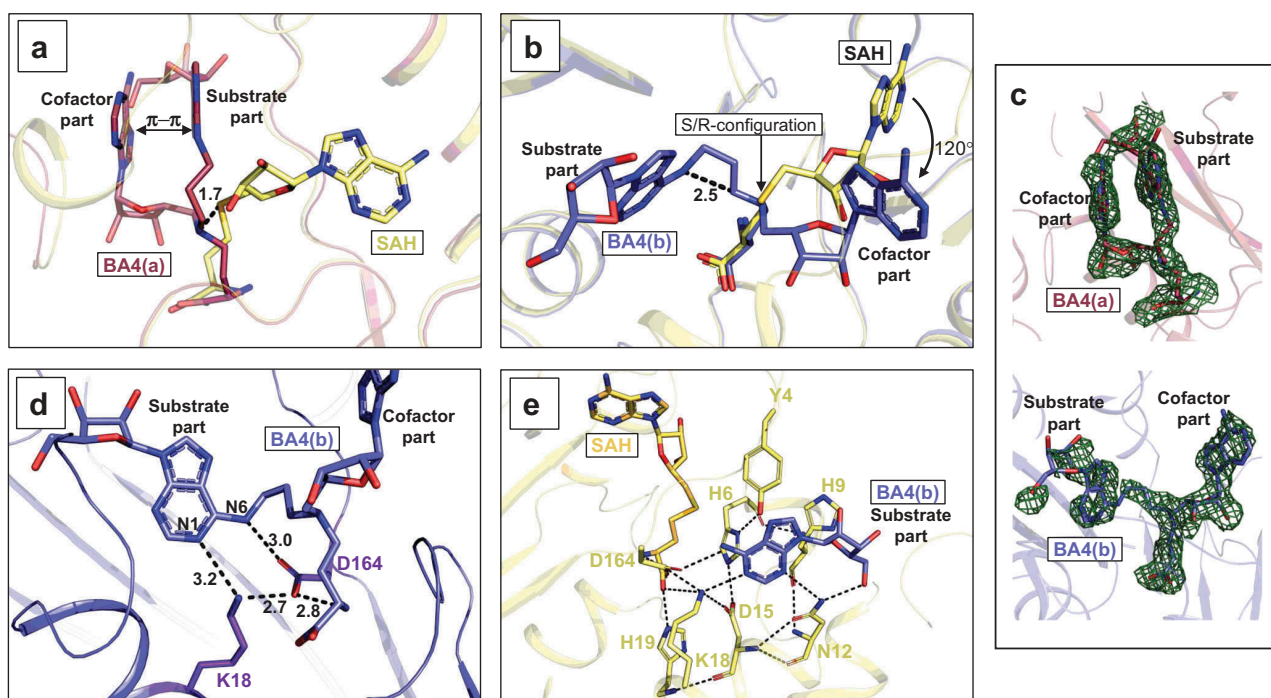 a
Cofactor
part
Substrate
part
π–π
1.7
BA4(a)
SAH
b
SAH
S/R-configuration
120°
Substrate
part
2.5
BA4(b)
Cofactor
part
c
Substrate
part
Cofactor
part
BA4(a)
Substrate
part
Cofactor
part
BA4(b)
d
Substrate
part
BA4(b)
Cofactor
part
N6
N1
3.0
D164
3.2
2.7
2.8
K18
e
Y4
SAH
H6
H9
BA4(b)
Substrate
part
D164
D15
H19
K18
N12